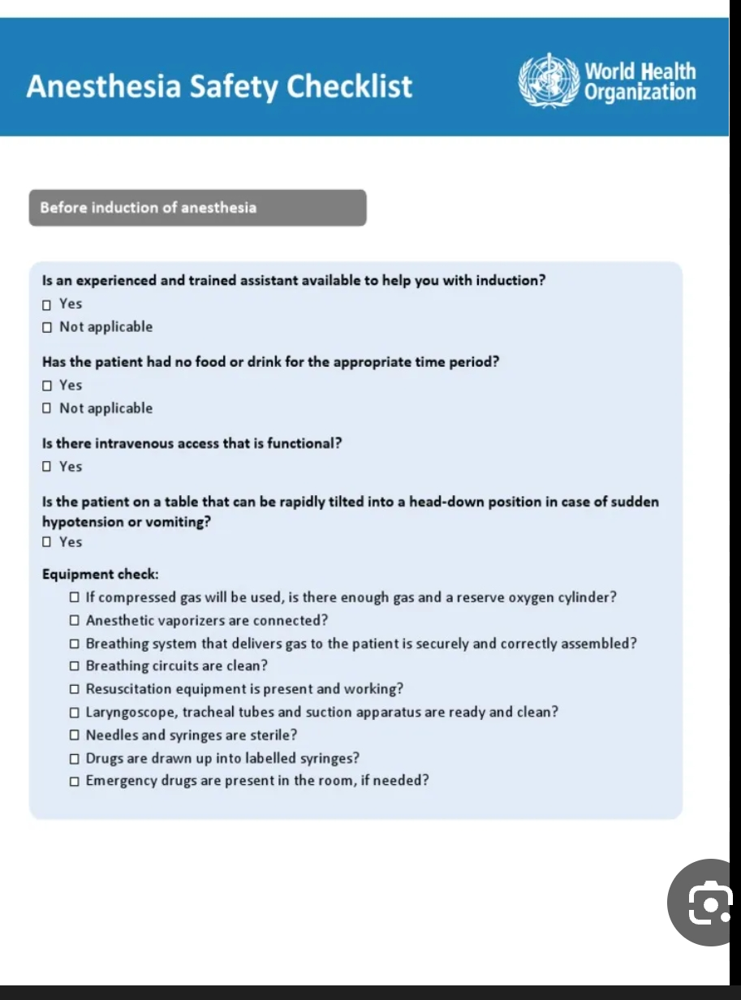 Anesthesia Safety Checklist
World Health
Organization
Before induction of anesthesia
Is an experienced and trained assistant available to help you with induction?
☐ Yes
☐ Not applicable
Has the patient had no food or drink for the appropriate time period?
☐ Yes
☐ Not applicable
Is there intravenous access that is functional?
☐ Yes
Is the patient on a table that can be rapidly tilted into a head-down position in case of sudden
hypotension or vomiting?
☐ Yes
Equipment check:
☐ If compressed gas will be used, is there enough gas and a reserve oxygen cylinder?
☐ Anesthetic vaporizers are connected?
☐ Breathing system that delivers gas to the patient is securely and correctly assembled?
☐ Breathing circuits are clean?
☐ Resuscitation equipment is present and working?
☐ Laryngoscope, tracheal tubes and suction apparatus are ready and clean?
☐ Needles and syringes are sterile?
☐ Drugs are drawn up into labelled syringes?
☐ Emergency drugs are present in the room, if needed?